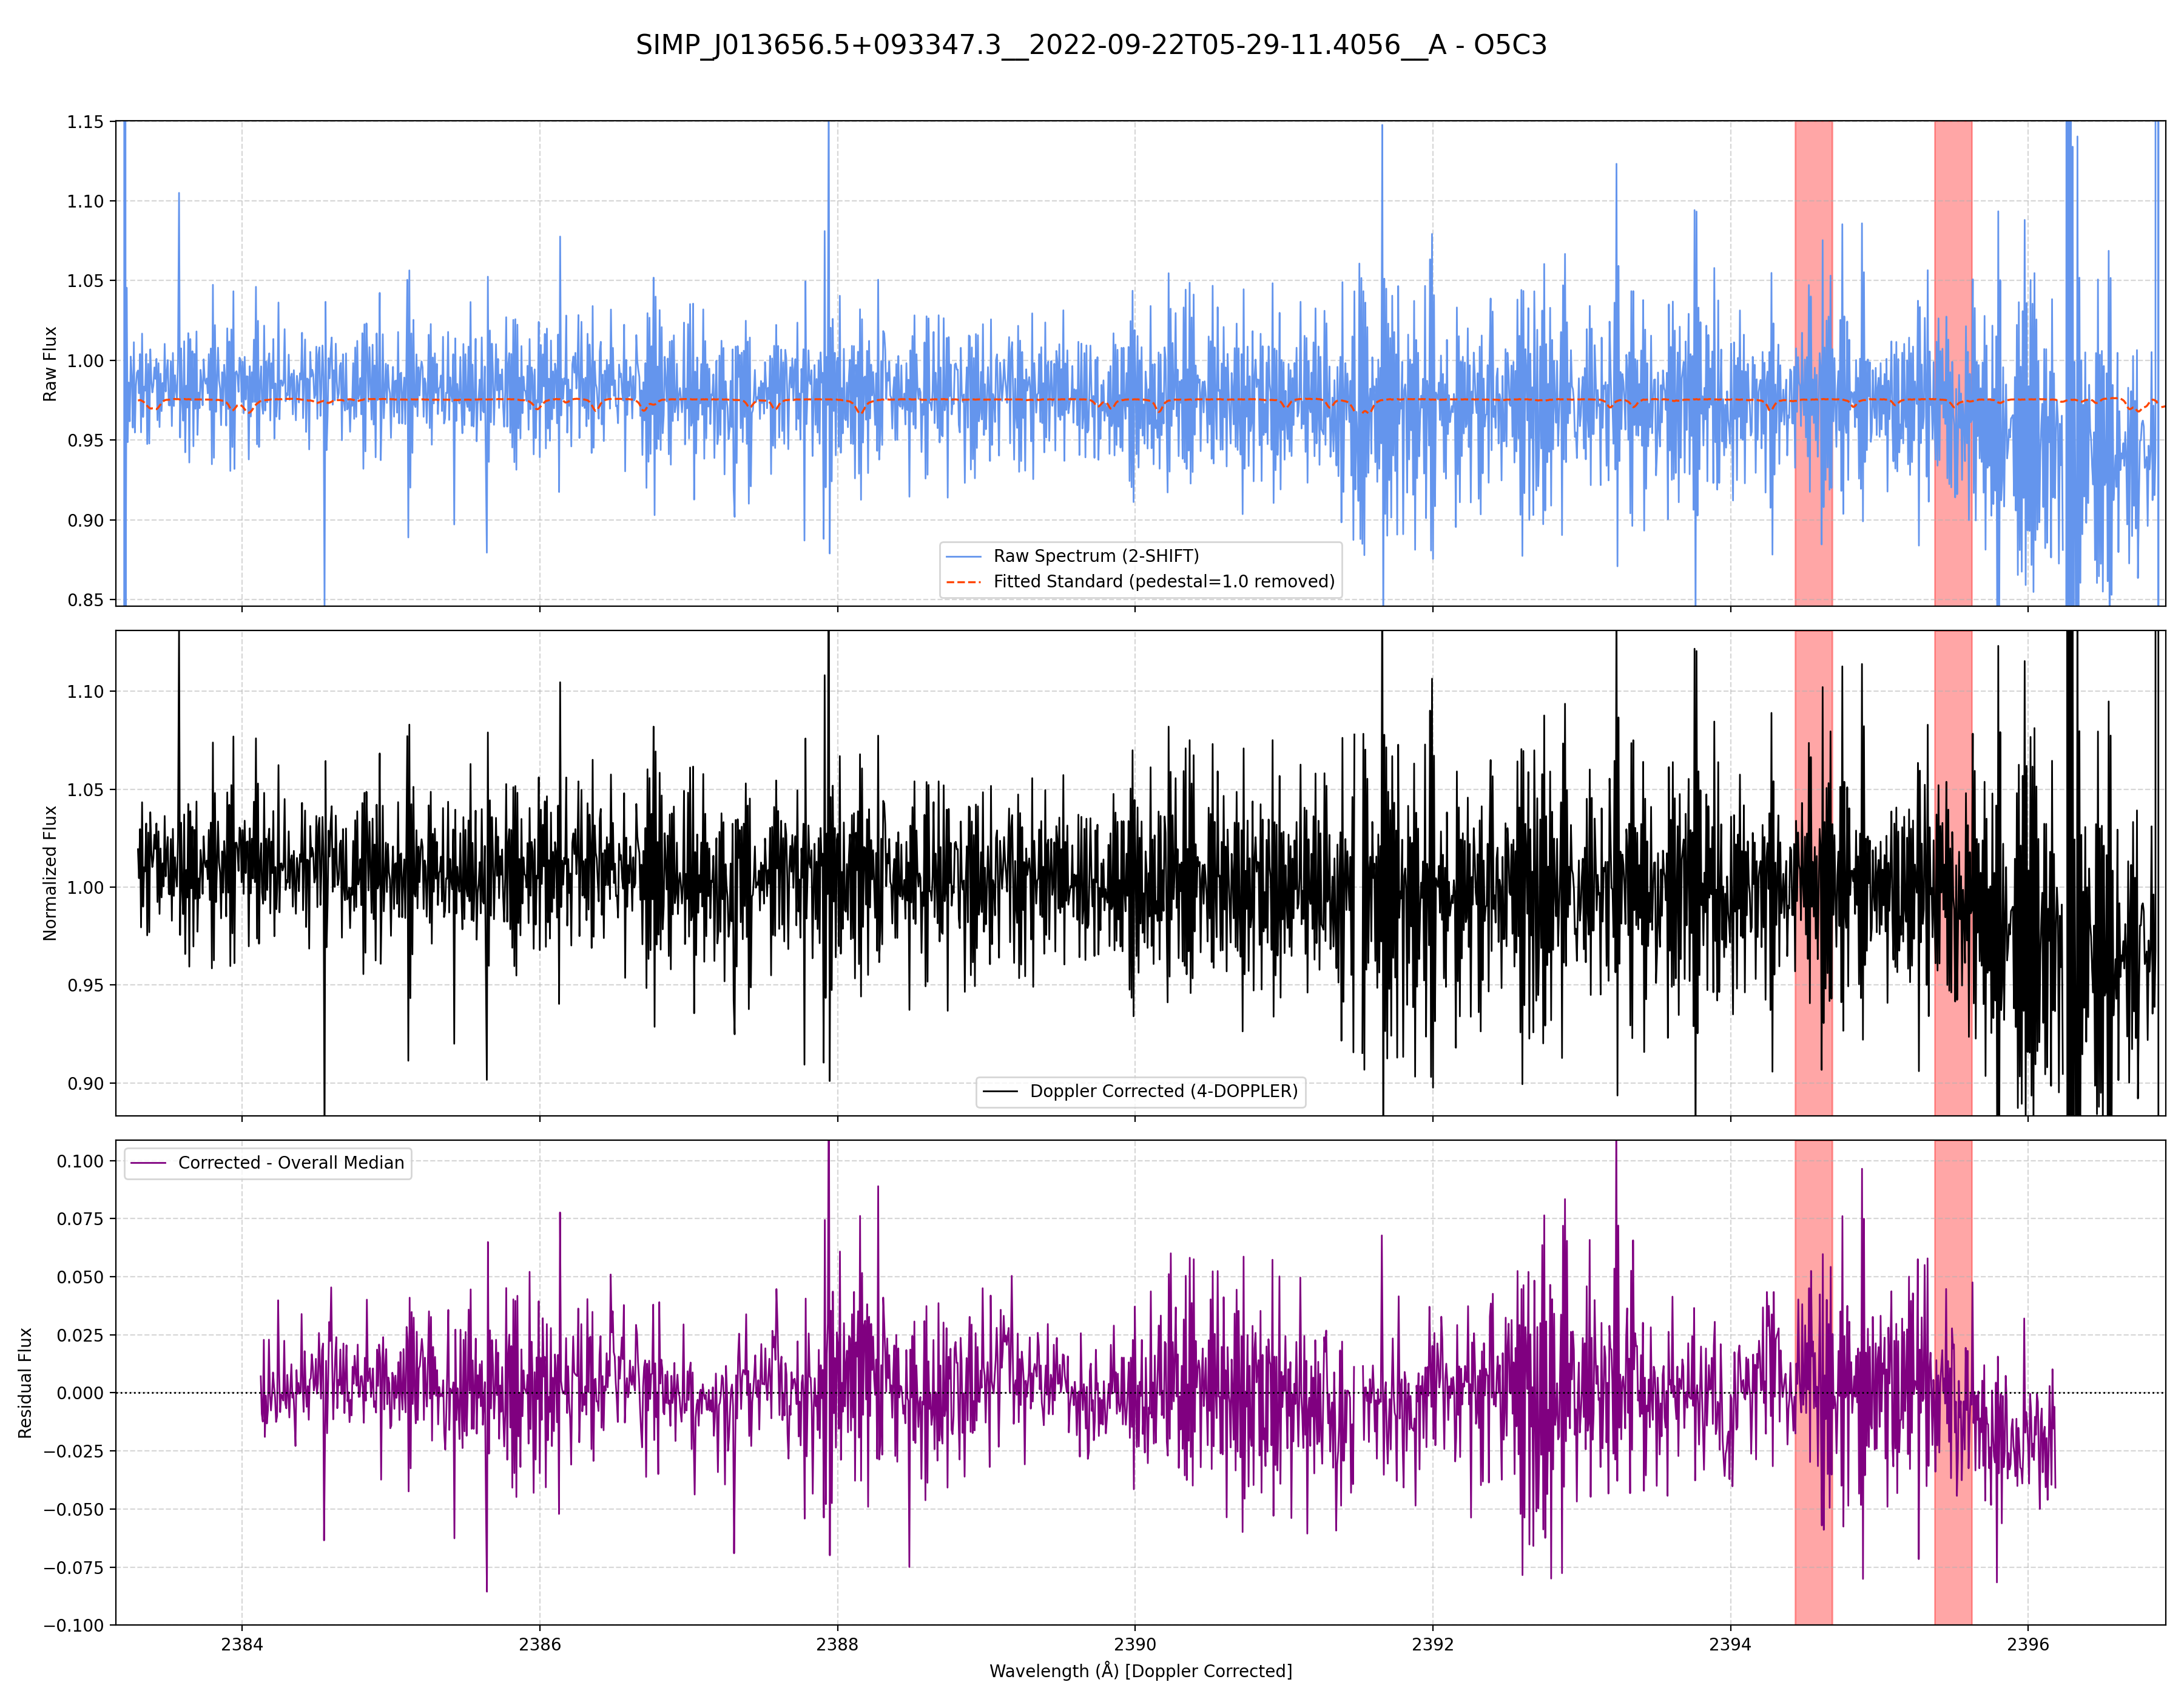 SIMP_J013656.5+093347.3__2022-09-22T05-29-11.4056__A - O5C3
1.15
1.10
1.05
1.00
0.95
0.90
0.85
Raw Flux
Raw Spectrum (2-SHIFT)
Fitted Standard (pedestal=1.0 removed)
1.10
1.05
1.00
0.95
0.90
Normalized Flux
Doppler Corrected (4-DOPPLER)
0.100
0.075
0.050
0.025
0.000
−0.025
−0.050
−0.075
−0.100
Residual Flux
Corrected - Overall Median
2384 2386 2388 2390 2392 2394 2396
Wavelength (Å) [Doppler Corrected]